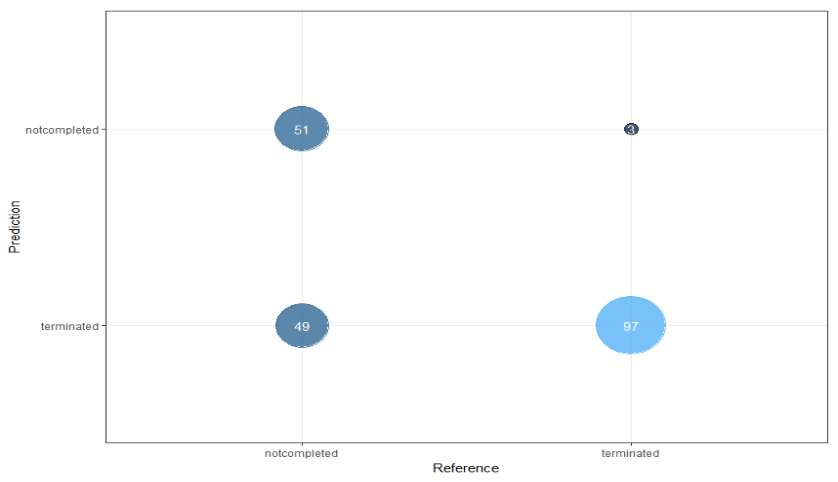 notcompleted
51
3
Prediction
terminated
49
97
notcompleted
terminated
Reference